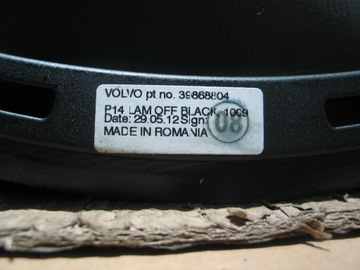 VOLVO pt no. 39868804
P14 LAM OFF BLACK, 1009
Date: 29.05.12 Sign:
08
MADE IN ROMANIA